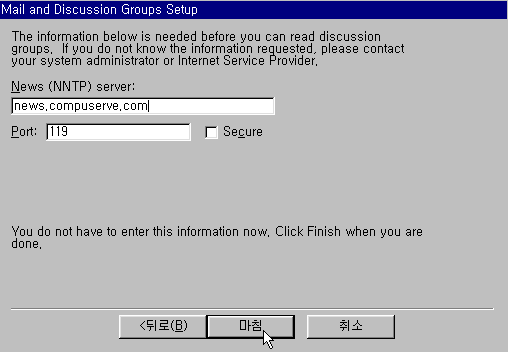 Mail and Discussion Groups Setup
The information below is needed before you can read discussion
groups. If you do not know the information requested, please contact
your system administrator or Internet Service Provider.
News (NNTP) server:
news.compuserve.com
Port: 119 Secure
You do not have to enter this information now. Click Finish when you are
done.
<뒤로(B) 마침 취소